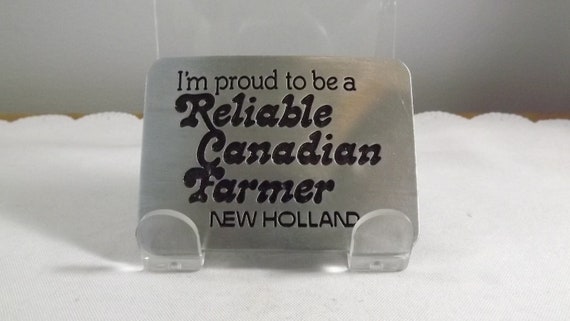 I'm proud to be a
Reliable
Canadian
Farmer
NEW HOLLAND